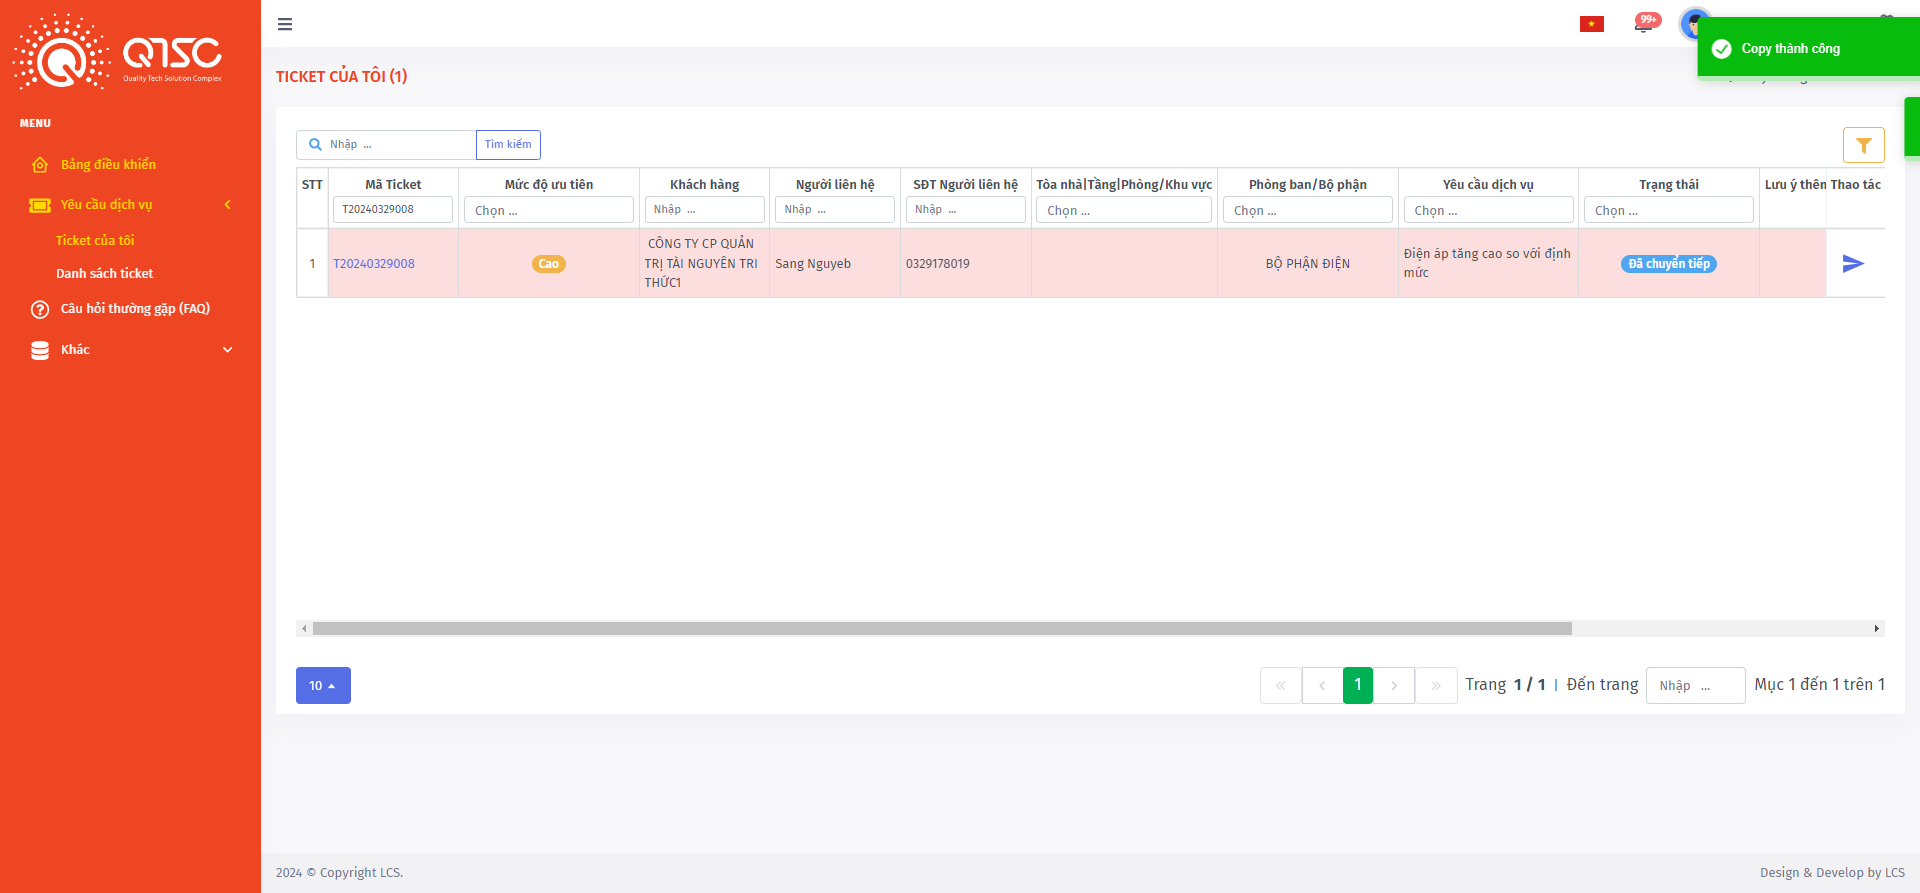 QTSC
Quality Tech Solution Complex
99+
Copy thành công
MENU
Bảng điều khiển
Yêu cầu dịch vụ
Ticket của tôi
Danh sách ticket
Câu hỏi thường gặp (FAQ)
Khác
TICKET CỦA TÔI (1)
Nhập ...
Tìm kiếm
STT
Mã Ticket
Mức độ ưu tiên
Khách hàng
Người liên hệ
SĐT Người liên hệ
Tòa nhà|Tầng|Phòng/Khu vực
Phòng ban/Bộ phận
Yêu cầu dịch vụ
Trạng thái
Lưu ý thên
Thao tác
T20240329008
Chọn ...
Nhập ...
Nhập ...
Nhập ...
Chọn ...
Chọn ...
Chọn ...
Chọn ...
1
T20240329008
Cao
CÔNG TY CP QUẢN
TRỊ TÀI NGUYÊN TRI
THỨC1
Sang Nguyeb
0329178019
BỘ PHẬN ĐIỆN
Điện áp tăng cao so với định
mức
Đã chuyển tiếp
10
«
‹
1
›
»
Trang 1 / 1 | Đến trang
Nhập ...
Mục 1 đến 1 trên 1
2024 © Copyright LCS.
Design & Develop by LCS